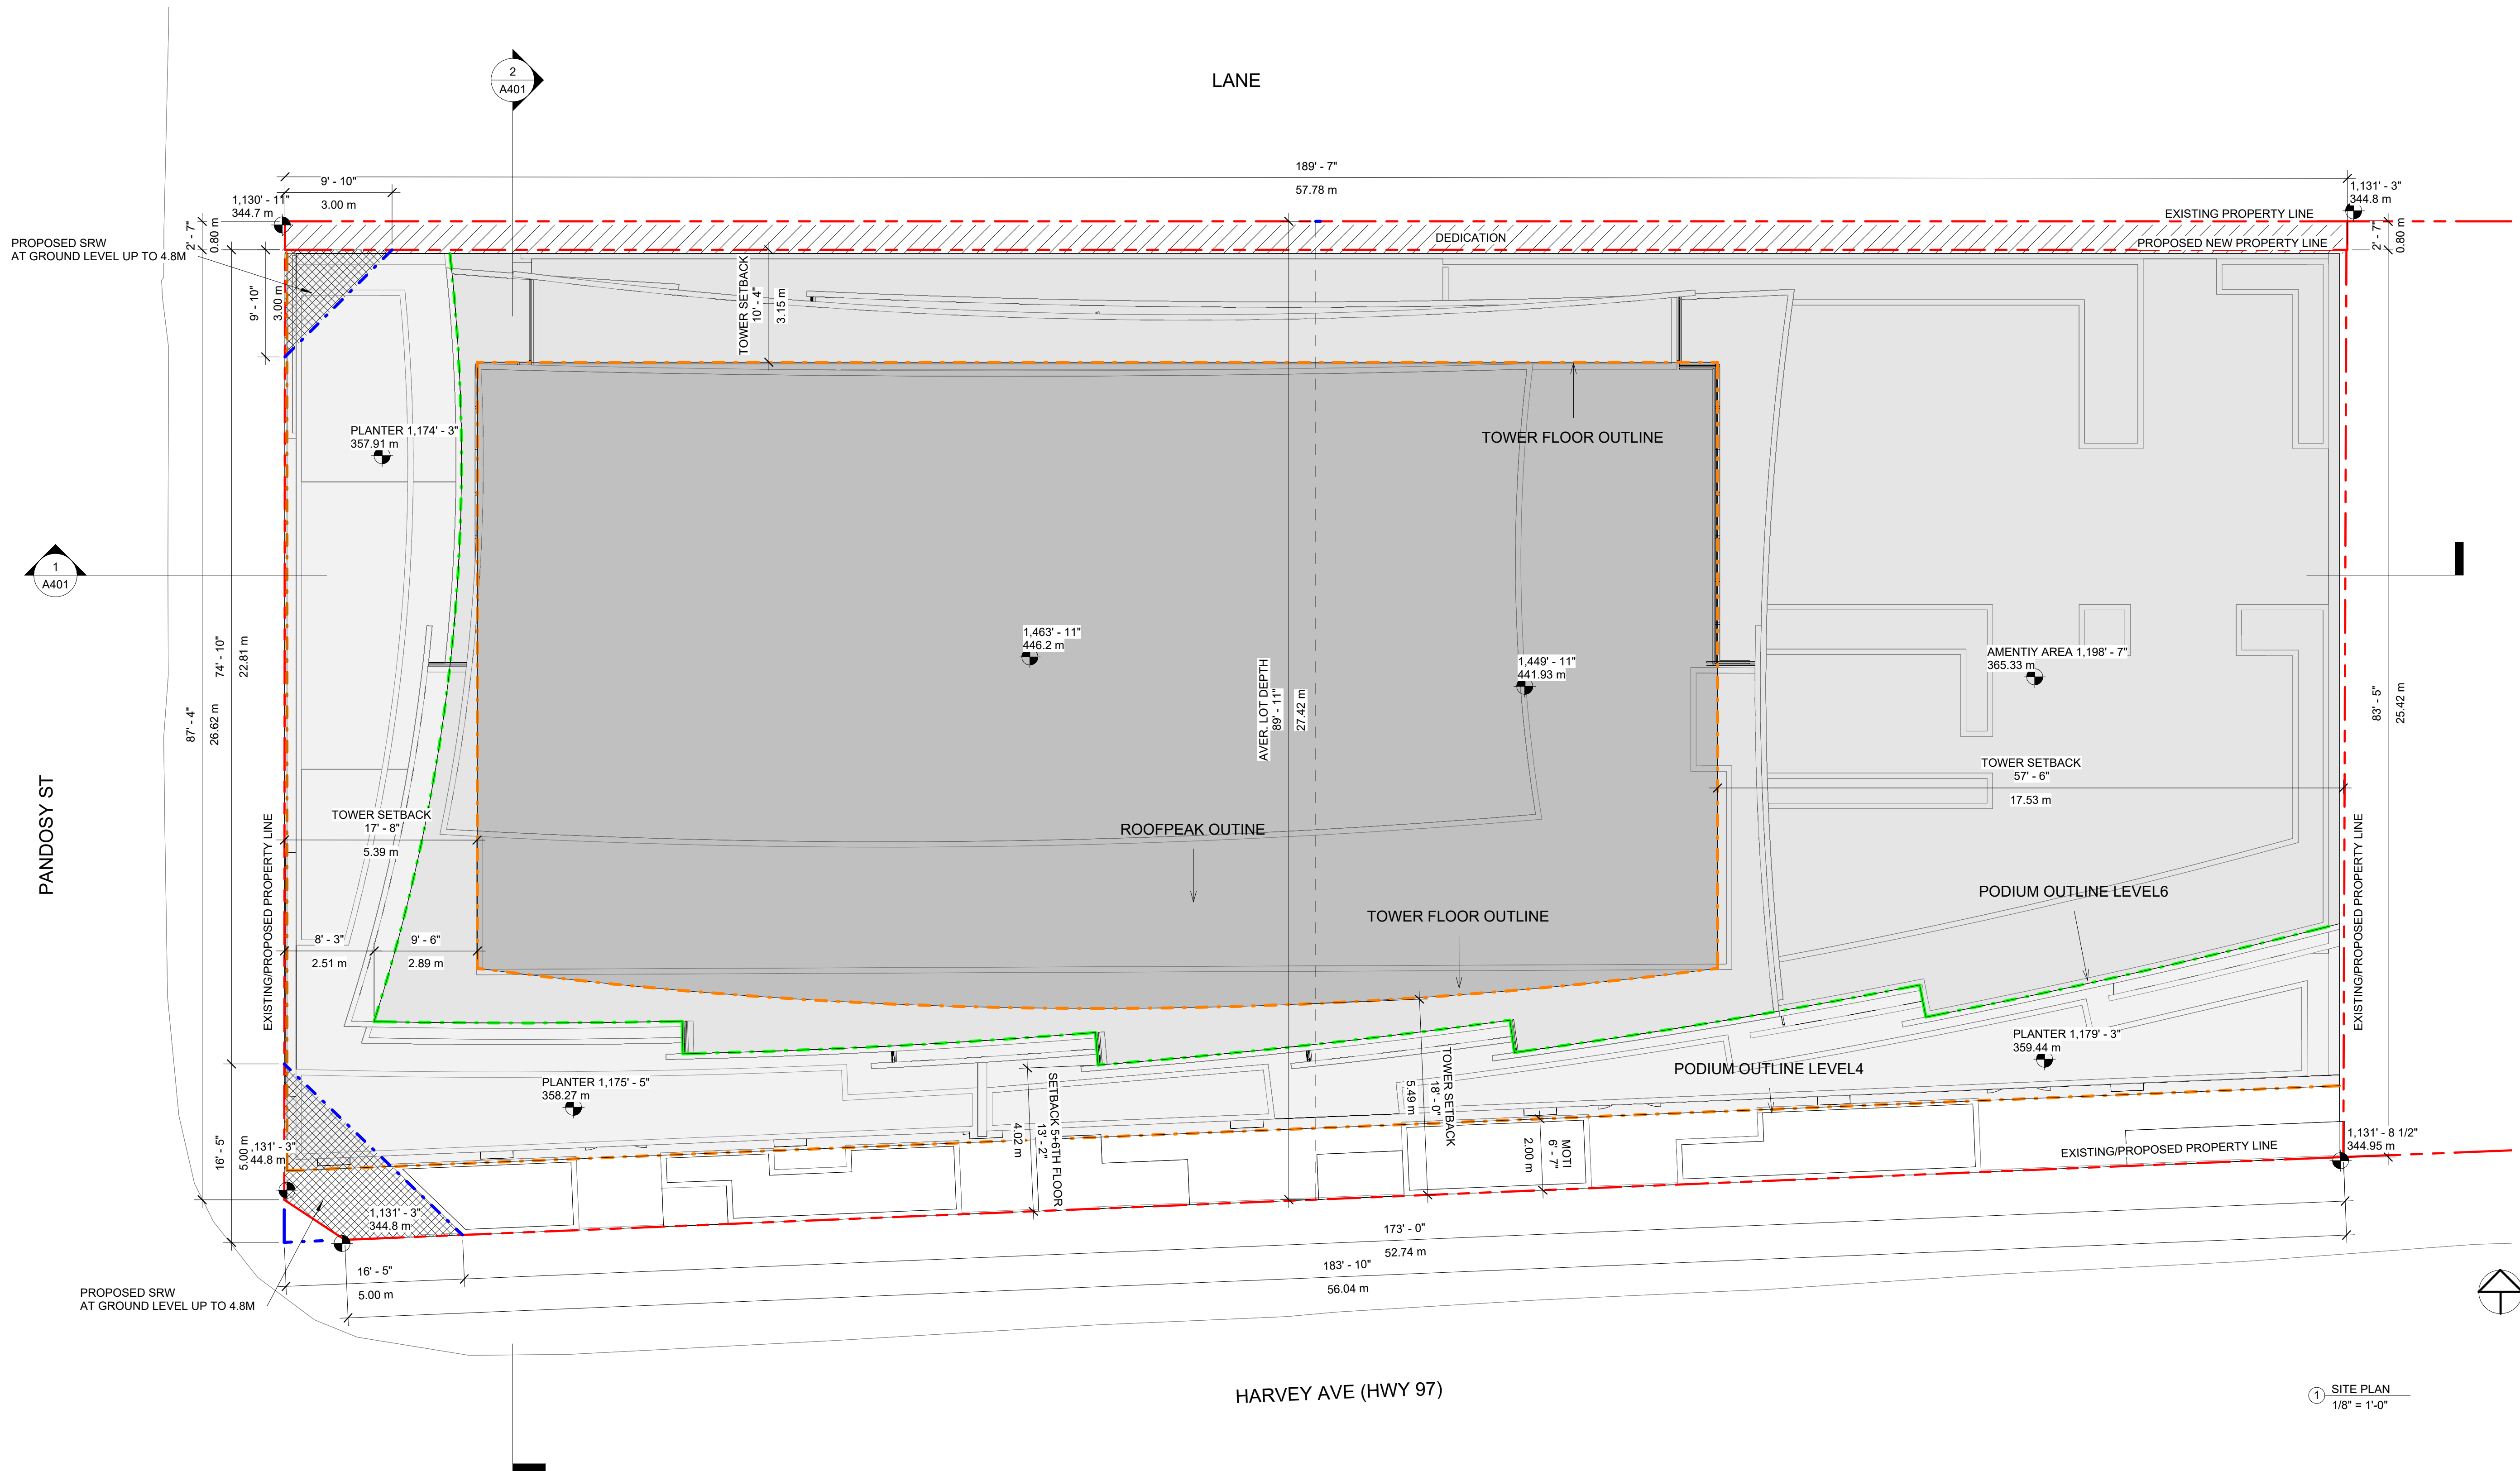 2
A401
LANE
189' - 7"
57.78 m
9' - 10"
3.00 m
1,130' - 11"
344.7 m
1,131' - 3"
344.8 m
2' - 7"
0.80 m
EXISTING PROPERTY LINE
DEDICATION
PROPOSED NEW PROPERTY LINE
2' - 7"
0.80 m
PROPOSED SRW
AT GROUND LEVEL UP TO 4.8M
9' - 10"
3.00 m
TOWER SETBACK
10' - 4"
3.15 m
PLANTER 1,174' - 3"
357.91 m
TOWER FLOOR OUTLINE
1
A401
74' - 10"
22.81 m
87' - 4"
26.62 m
1,463' - 11"
446.2 m
1,449' - 11"
441.93 m
AVER. LOT DEPTH
89' - 11"
27.42 m
AMENTIY AREA 1,198' - 7"
365.33 m
83' - 5"
25.42 m
TOWER SETBACK
57' - 6"
17.53 m
PANDOSY ST
TOWER SETBACK
17' - 8"
5.39 m
ROOFPEAK OUTINE
EXISTING/PROPOSED PROPERTY LINE
EXISTING/PROPOSED PROPERTY LINE
PODIUM OUTLINE LEVEL6
TOWER FLOOR OUTLINE
8' - 3"
2.51 m
9' - 6"
2.89 m
PLANTER 1,179' - 3"
359.44 m
PODIUM OUTLINE LEVEL4
PLANTER 1,175' - 5"
358.27 m
SETBACK 5+6TH FLOOR
13' - 2"
4.02 m
TOWER SETBACK
18' - 0"
5.49 m
MOTI
6' - 7"
2.00 m
16' - 5"
5.00 m
,131' - 3"
44.8 m
1,131' - 8 1/2"
344.95 m
EXISTING/PROPOSED PROPERTY LINE
1,131' - 3"
344.8 m
173' - 0"
52.74 m
183' - 10"
56.04 m
16' - 5"
5.00 m
PROPOSED SRW
AT GROUND LEVEL UP TO 4.8M
HARVEY AVE (HWY 97)
1
SITE PLAN
1/8" = 1'-0"